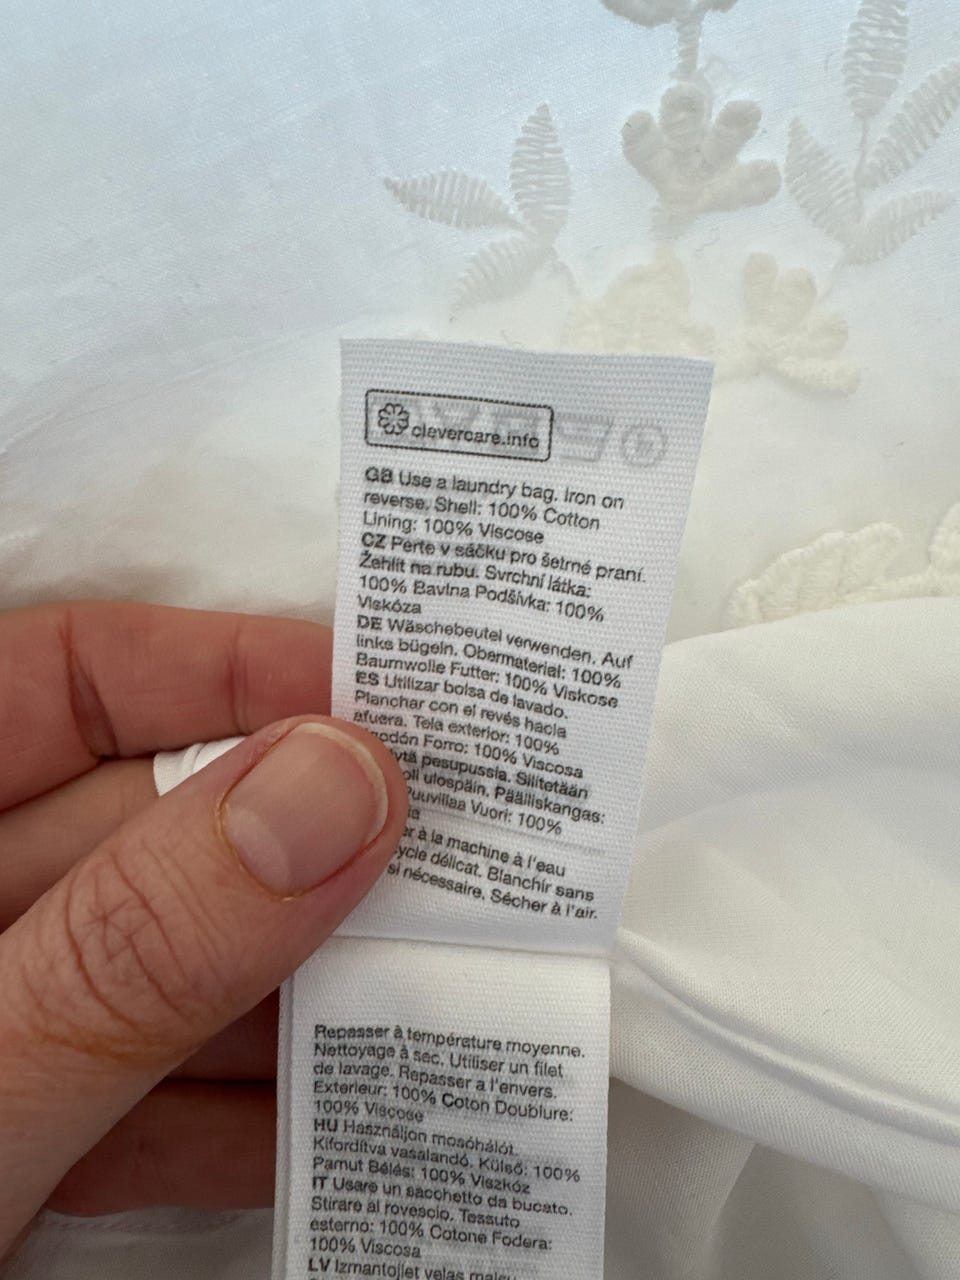 clevercare.info
GB Use a laundry bag. Iron on
reverse. Shell: 100% Cotton
Lining: 100% Viscose
CZ Perte v sáčku pro šetrné praní.
Žehlit na rubu. Svrchní látka:
100% Bavlna Podšívka: 100%
Viskóza
DE Wäschebeutel verwenden. Auf
links bügeln. Obermaterial: 100%
Baumwolle Futter: 100% Viskose
ES Utilizar bolsa de lavado.
Planchar con el revés hacia
afuera. Tela exterior: 100%
Forro: 100% Viscosa
pesupussia. Silitetään
ulospäin. Päälliskangas:
Puuvillaa Vuori: 100%
à la machine à l'eau
délicat. Blanchir sans
si nécessaire. Sécher à l'air.
Repasser à température moyenne.
Nettoyage à sec. Utiliser un filet
de lavage. Repasser a l'envers.
Exterieur: 100% Coton Doublure:
100% Viscose
HU Használjon mosóhálót.
Kifordítva vasalandó. Külső: 100%
Pamut Bélés: 100% Viszkóz
IT Usare un sacchetto da bucato.
Stirare al rovescio. Tessuto
esterno: 100% Cotone Fodera:
100% Viscosa
LV Izmantojiet veļas